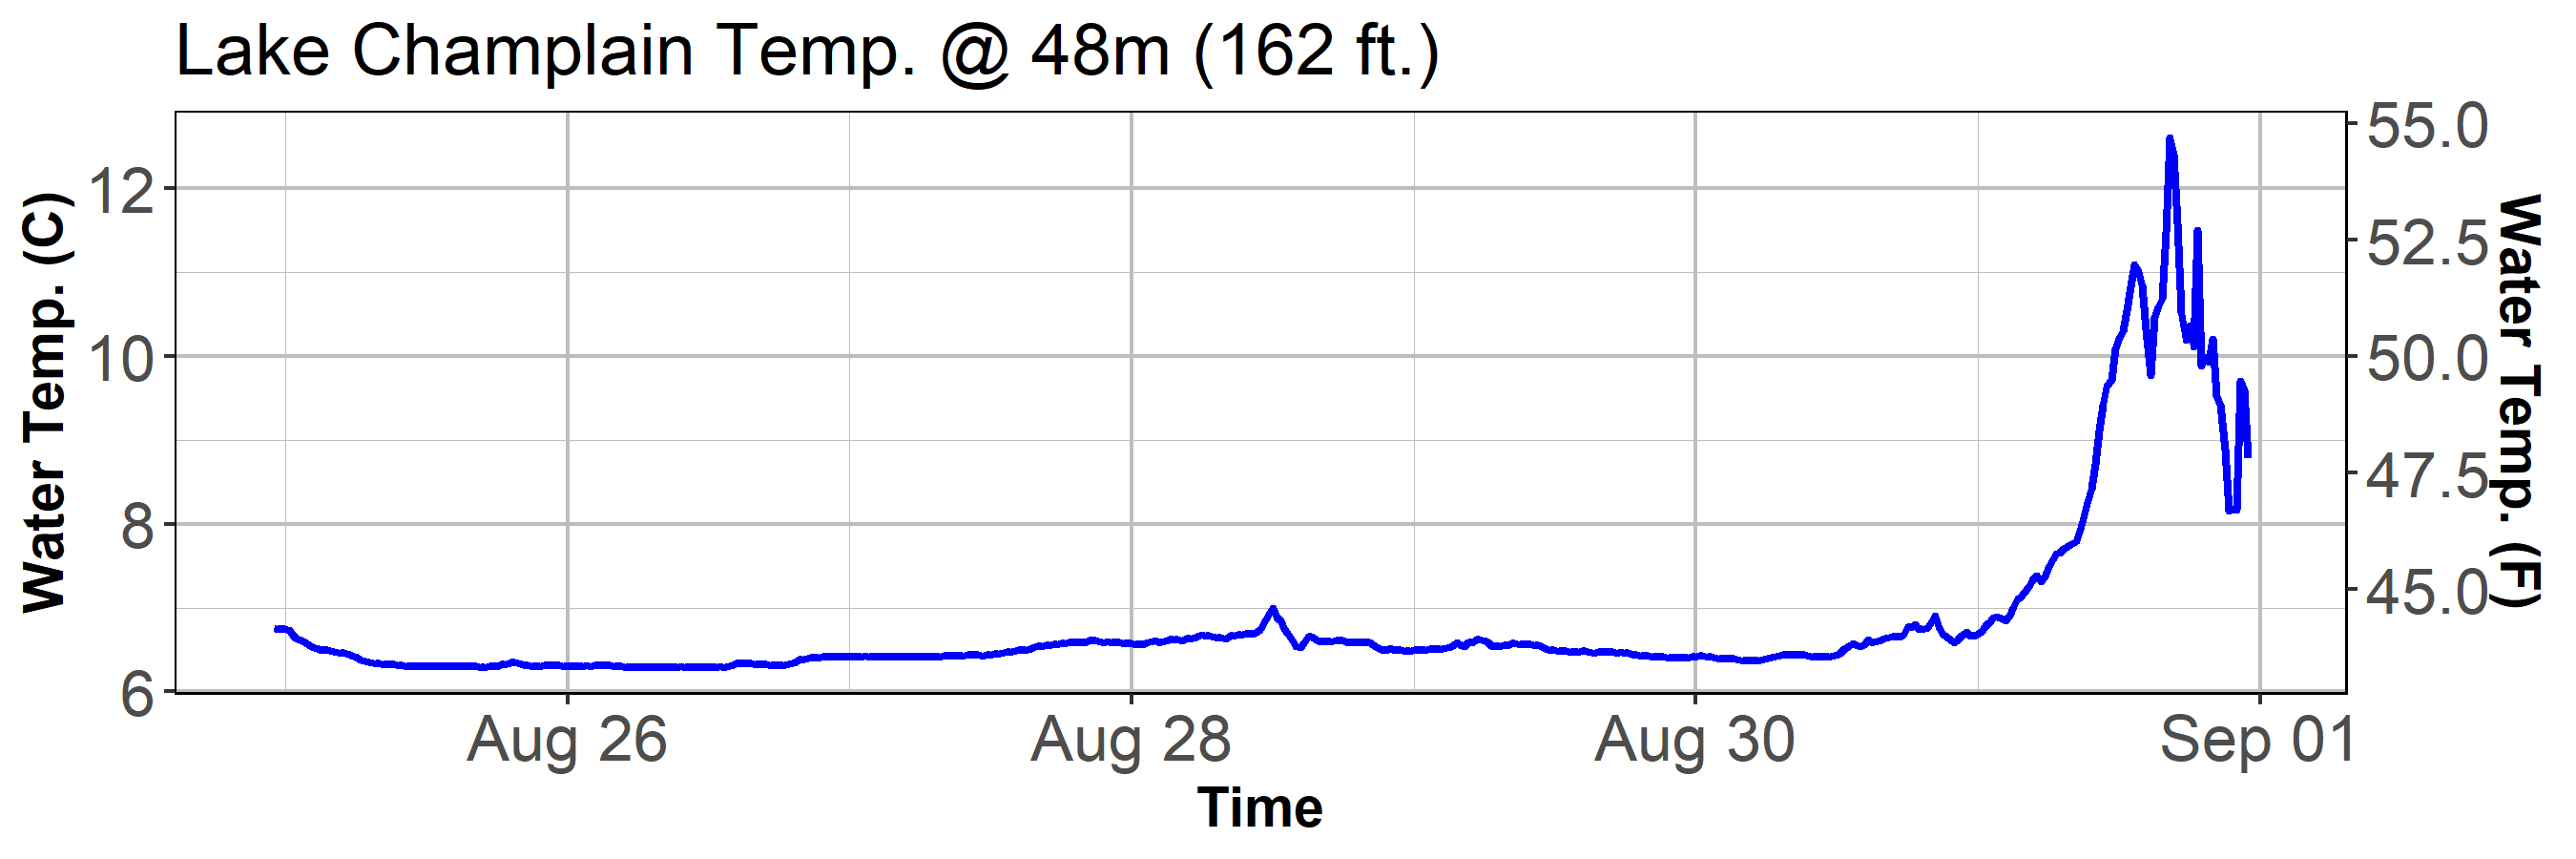 Lake Champlain Temp. @ 48m (162 ft.)
Water Temp. (C)
12
10
8
6
55.0
52.5
50.0
47.5
45.0
Water Temp. (F)
Aug 26
Aug 28
Aug 30
Sep 01
Time